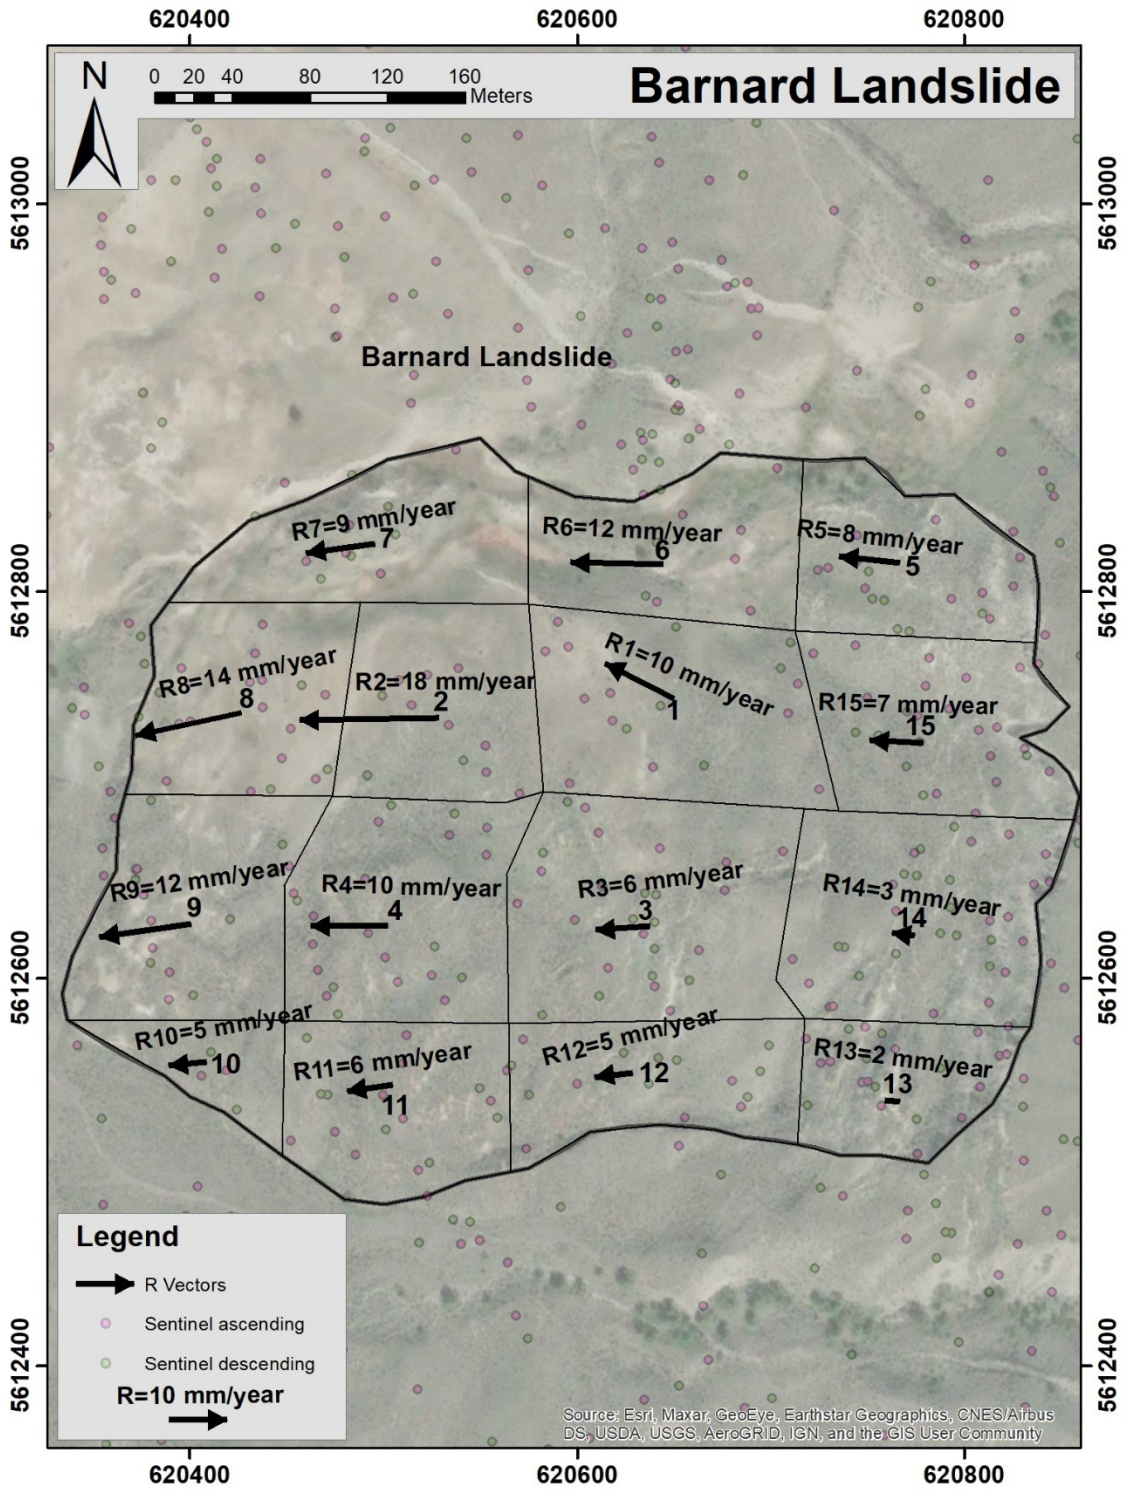 620400 620600 620800
N
0 20 40 80 120 160
Meters
Barnard Landslide
5613000 5613000
Barnard Landslide
R7=9 mm/year
7
R6=12 mm/year
6
R5=8 mm/year
5
5612800 5612800
R8=14 mm/year
8
R2=18 mm/year
2
R1=10 mm/year
1
R15=7 mm/year
15
R9=12 mm/year
9
R4=10 mm/year
4
R3=6 mm/year
3
R14=3 mm/year
14
5612600 5612600
R10=5 mm/year
10
R11=6 mm/year
11
R12=5 mm/year
12
R13=2 mm/year
13
Legend
R Vectors
Sentinel ascending
Sentinel descending
R=10 mm/year
5612400 5612400
Source: Esri, Maxar, GeoEye, Earthstar Geographics, CNES/Airbus
DS, USDA, USGS, AeroGRID, IGN, and the GIS User Community
620400 620600 620800